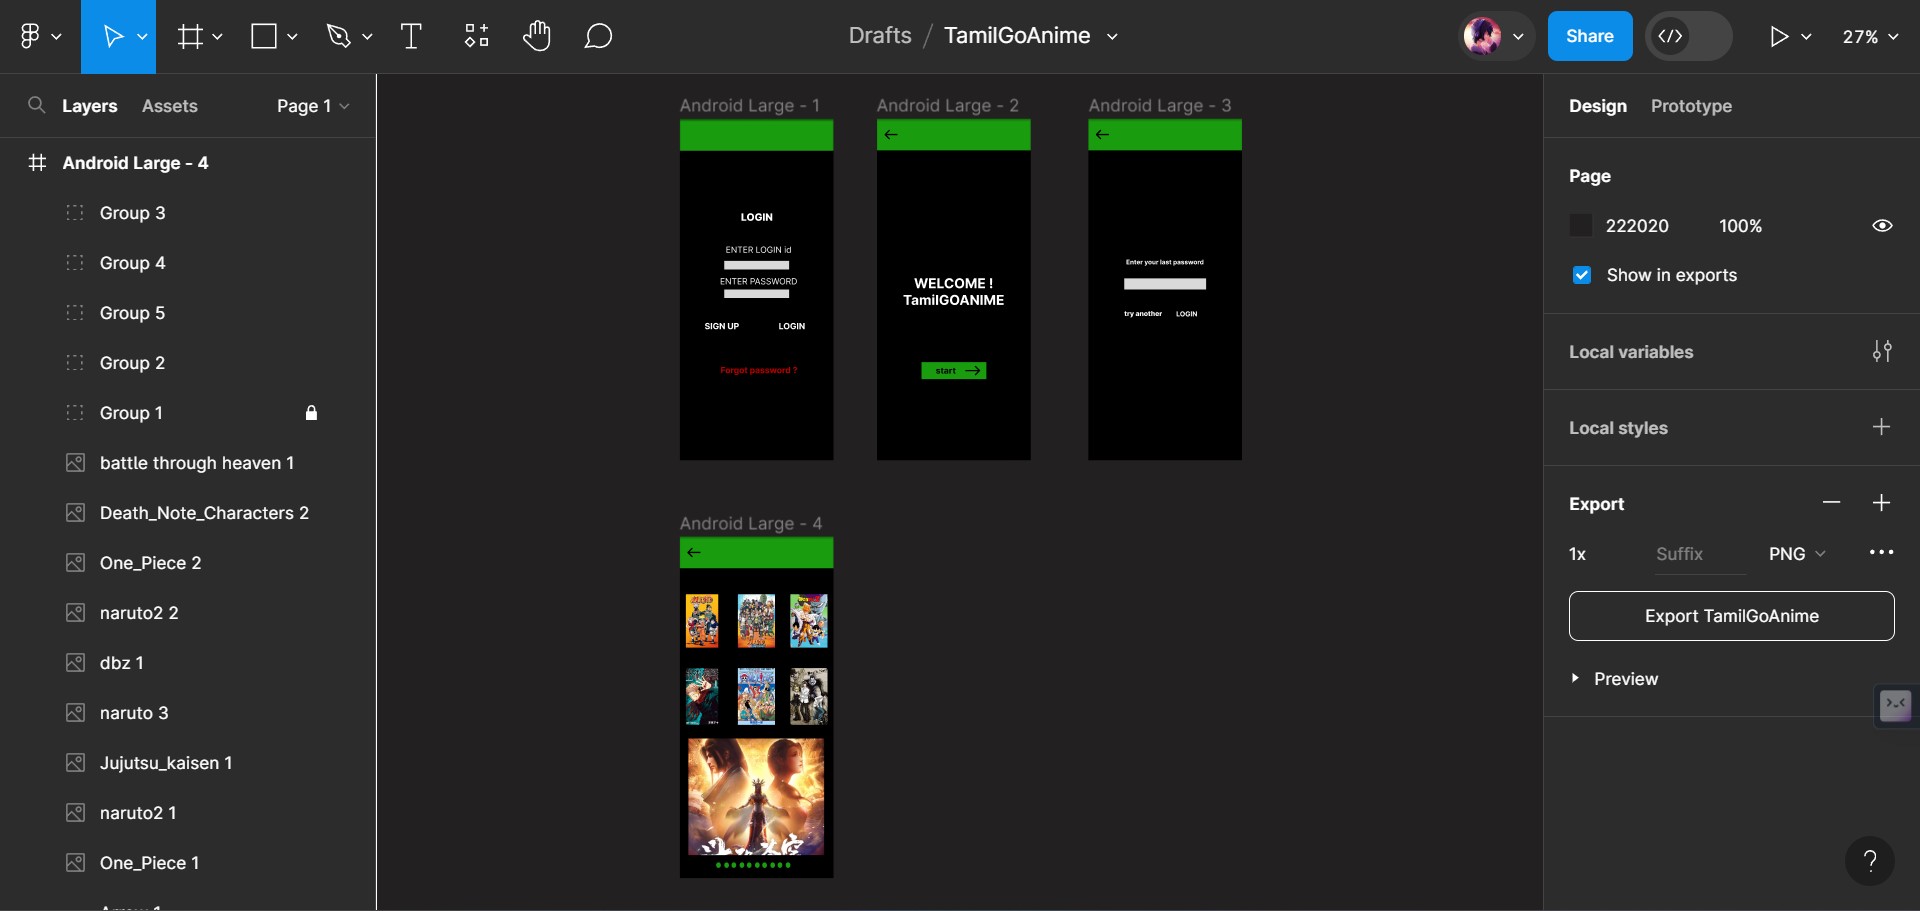 Drafts / TamilGoAnime
Share
27%
Layers
Assets
Page 1
Android Large - 4
Group 3
Group 4
Group 5
Group 2
Group 1
battle through heaven 1
Death_Note_Characters 2
One_Piece 2
naruto2 2
dbz 1
naruto 3
Jujutsu_kaisen 1
naruto2 1
One_Piece 1
Android Large - 1
LOGIN
ENTER LOGIN id
ENTER PASSWORD
SIGN UP
LOGIN
Forgot password ?
Android Large - 2
WELCOME !
TamilGOANIME
start
Android Large - 3
Enter your last password
try another
LOGIN
Android Large - 4
Design
Prototype
Page
222020
100%
Show in exports
Local variables
Local styles
Export
1x
Suffix
PNG
Export TamilGoAnime
Preview
?